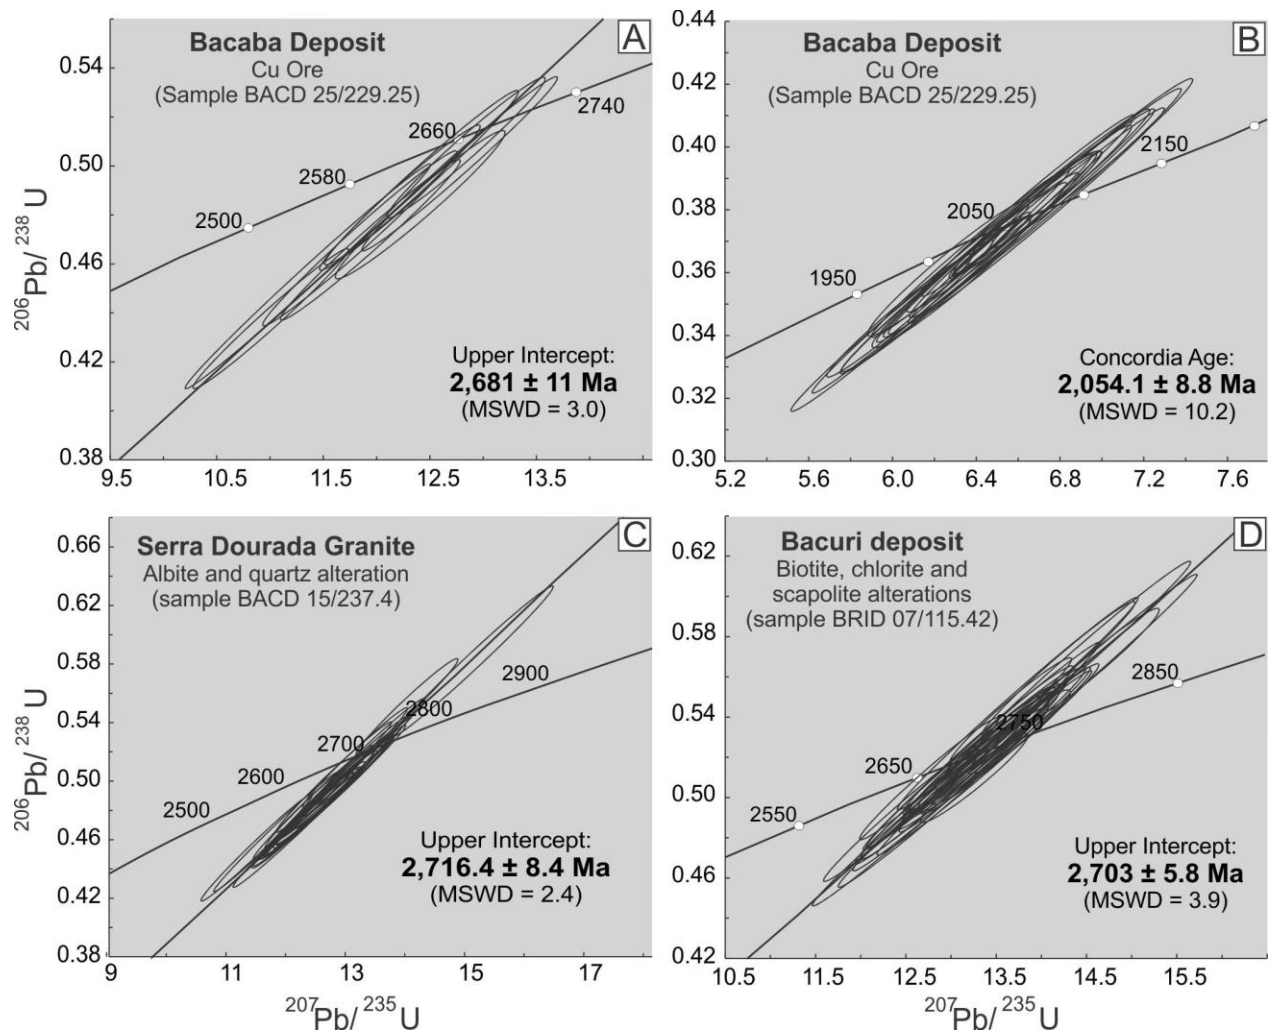 A
Bacaba Deposit
Cu Ore
(Sample BACD 25/229.25)
0.54
0.50
0.46
0.42
0.38
2740
2660
2580
2500
Upper Intercept:
2,681 ± 11 Ma
(MSWD = 3.0)
9.5 10.5 11.5 12.5 13.5
206Pb/ 238 U
B
Bacaba Deposit
Cu Ore
(Sample BACD 25/229.25)
0.44
0.42
0.40
0.38
0.36
0.34
0.32
0.30
2150
2050
1950
Concordia Age:
2,054.1 ± 8.8 Ma
(MSWD = 10.2)
5.2 5.6 6.0 6.4 6.8 7.2 7.6
C
Serra Dourada Granite
Albite and quartz alteration
(sample BACD 15/237.4)
0.66
0.62
0.58
0.54
0.50
0.46
0.42
0.38
2900
2800
2700
2600
2500
Upper Intercept:
2,716.4 ± 8.4 Ma
(MSWD = 2.4)
9 11 13 15 17
206Pb/ 238 U
207Pb/ 235 U
D
Bacuri deposit
Biotite, chlorite and
scapolite alterations
(sample BRID 07/115.42)
0.62
0.58
0.54
0.50
0.46
0.42
2850
2750
2650
2550
Upper Intercept:
2,703 ± 5.8 Ma
(MSWD = 3.9)
10.5 11.5 12.5 13.5 14.5 15.5
207Pb/ 235 U